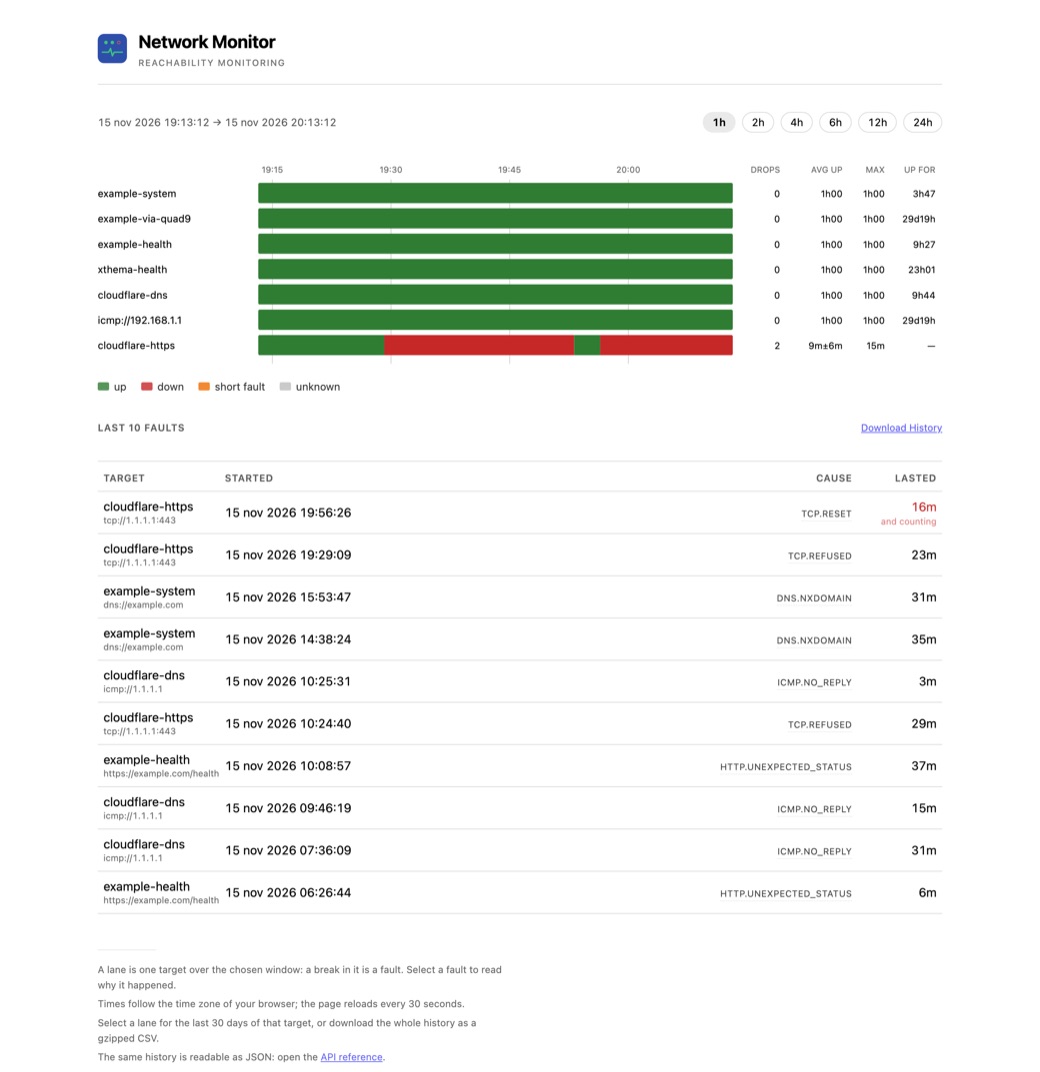 Network Monitor
REACHABILITY MONITORING
15 nov 2026 19:13:12 → 15 nov 2026 20:13:12
1h 2h 4h 6h 12h 24h
19:15 19:30 19:45 20:00 DROPS AVG UP MAX UP FOR
example-system 0 1h00 1h00 3h47
example-via-quad9 0 1h00 1h00 29d19h
example-health 0 1h00 1h00 9h27
xthema-health 0 1h00 1h00 23h01
cloudflare-dns 0 1h00 1h00 9h44
icmp://192.168.1.1 0 1h00 1h00 29d19h
cloudflare-https 2 9m±6m 15m —
up down short fault unknown
LAST 10 FAULTS Download History
TARGET STARTED CAUSE LASTED
cloudflare-https 15 nov 2026 19:56:26 TCP.RESET 16m
tcp://1.1.1.1:443 and counting
cloudflare-https 15 nov 2026 19:29:09 TCP.REFUSED 23m
tcp://1.1.1.1:443
example-system 15 nov 2026 15:53:47 DNS.NXDOMAIN 31m
dns://example.com
example-system 15 nov 2026 14:38:24 DNS.NXDOMAIN 35m
dns://example.com
cloudflare-dns 15 nov 2026 10:25:31 ICMP.NO_REPLY 3m
icmp://1.1.1.1
cloudflare-https 15 nov 2026 10:24:40 TCP.REFUSED 29m
tcp://1.1.1.1:443
example-health 15 nov 2026 10:08:57 HTTP.UNEXPECTED_STATUS 37m
https://example.com/health
cloudflare-dns 15 nov 2026 09:46:19 ICMP.NO_REPLY 15m
icmp://1.1.1.1
cloudflare-dns 15 nov 2026 07:36:09 ICMP.NO_REPLY 31m
icmp://1.1.1.1
example-health 15 nov 2026 06:26:44 HTTP.UNEXPECTED_STATUS 6m
https://example.com/health
A lane is one target over the chosen window: a break in it is a fault. Select a fault to read
why it happened.
Times follow the time zone of your browser; the page reloads every 30 seconds.
Select a lane for the last 30 days of that target, or download the whole history as a
gzipped CSV.
The same history is readable as JSON: open the API reference.